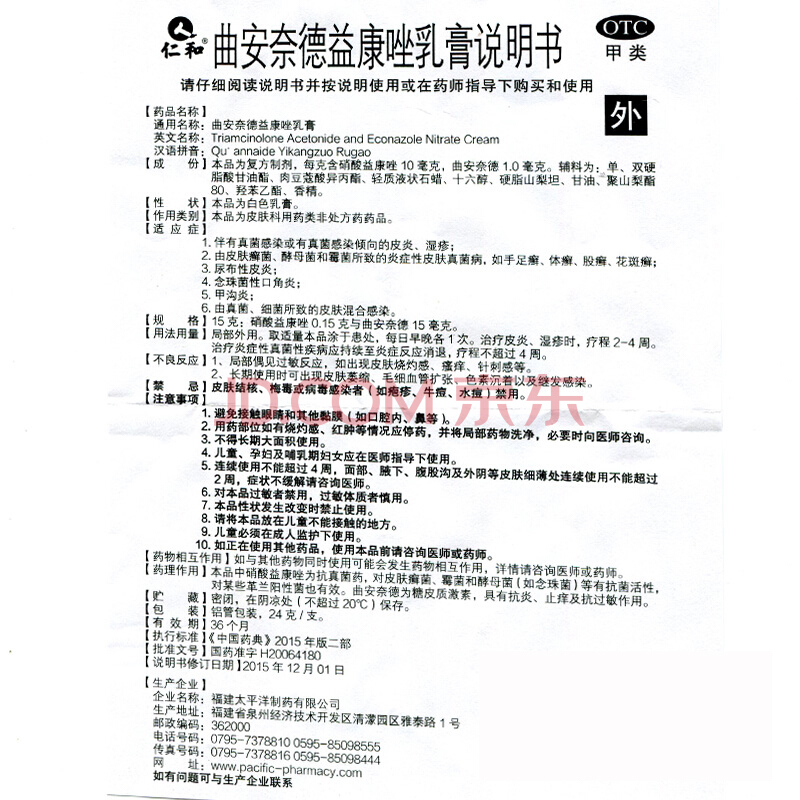 仁和® 曲安奈德益康唑乳膏说明书 OTC
甲类
请仔细阅读说明书并按说明使用或在药师指导下购买和使用
外
【药品名称】
通用名称：曲安奈德益康唑乳膏
英文名称：Triamcinolone Acetonide and Econazole Nitrate Cream
汉语拼音：Qu'annaide Yikangzuo Rugao
【成 份】本品为复方制剂，每克含硝酸益康唑 10 毫克，曲安奈德 1.0 毫克。辅料为：单、双硬
脂酸甘油酯、肉豆蔻酸异丙酯、轻质液状石蜡、十六醇、硬脂山梨坦、甘油、聚山梨酯
80、羟苯乙酯、香精。
【性 状】本品为白色乳膏。
【作用类别】本品为皮肤科用药类非处方药药品。
【适 应 症】
1. 伴有真菌感染或有真菌感染倾向的皮炎、湿疹；
2. 由皮肤癣菌、酵母菌和霉菌所致的炎症性皮肤真菌病，如手足癣、体癣、股癣、花斑癣；
3. 尿布性皮炎；
4. 念珠菌性口角炎；
5. 甲沟炎；
6. 由真菌、细菌所致的皮肤混合感染。
【规 格】15 克：硝酸益康唑 0.15 克与曲安奈德 15 毫克。
【用法用量】局部外用。取适量本品涂于患处，每日早晚各 1 次。治疗皮炎、湿疹时，疗程 2-4 周。
治疗炎症性真菌性疾病应持续至炎症反应消退，疗程不超过 4 周。
【不良反应】1、局部偶见过敏反应，如出现皮肤烧灼感、瘙痒、针刺感等。
2、长期使用时可出现皮肤萎缩、毛细血管扩张、色素沉着以及继发感染。
【禁 忌】皮肤结核、梅毒或病毒感染者（如疱疹、牛痘、水痘）禁用。
【注意事项】
1. 避免接触眼睛和其他黏膜（如口腔内、鼻等）。
2. 用药部位如有烧灼感、红肿等情况应停药，并将局部药物洗净，必要时向医师咨询。
3. 不得长期大面积使用。
4. 儿童、孕妇及哺乳期妇女应在医师指导下使用。
5. 连续使用不能超过 4 周，面部、腋下、腹股沟及外阴等皮肤细薄处连续使用不能超过
2 周，症状不缓解请咨询医师。
6. 对本品过敏者禁用，过敏体质者慎用。
7. 本品性状发生改变时禁止使用。
8. 请将本品放在儿童不能接触的地方。
9. 儿童必须在成人监护下使用。
10. 如正在使用其他药品，使用本品前请咨询医师或药师。
【药物相互作用】如与其他药物同时使用可能会发生药物相互作用，详情请咨询医师或药师。
【药理作用】本品中硝酸益康唑为抗真菌药，对皮肤癣菌、霉菌和酵母菌（如念珠菌）等有抗菌活性，
对某些革兰阳性菌也有效。曲安奈德为糖皮质激素，具有抗炎、止痒及抗过敏作用。
【贮 藏】密闭，在阴凉处（不超过 20℃）保存。
【包 装】铝管包装，24 克 / 支。
【有 效 期】36 个月
【执行标准】《中国药典》2015 年版二部
【批准文号】国药准字 H20064180
【说明书修订日期】2015 年 12 月 01 日
【生产企业】
企业名称：福建太平洋制药有限公司
生产地址：福建省泉州经济技术开发区清濛园区雅泰路 1 号
邮政编码：362000
电话号码：0795-7378810 0595-85098555
传真号码：0795-7378816 0595-85098444
网 址：www.pacific-pharmacy.com
如有问题可与生产企业联系
JD.COM 京东